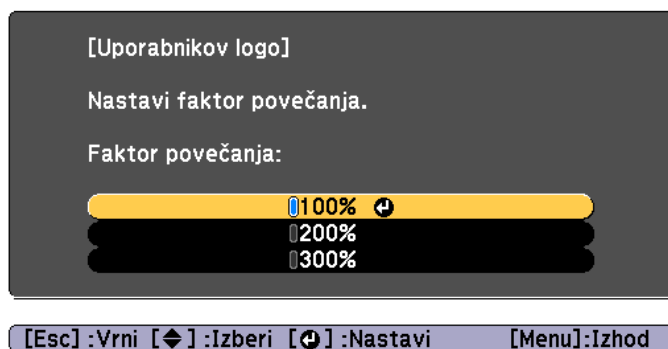 [Uporabnikov logo]
Nastavi faktor povečanja.
Faktor povečanja:
100%
200%
300%
[Esc] :Vrni [◆] :Izberi [↵] :Nastavi [Menu]:Izhod